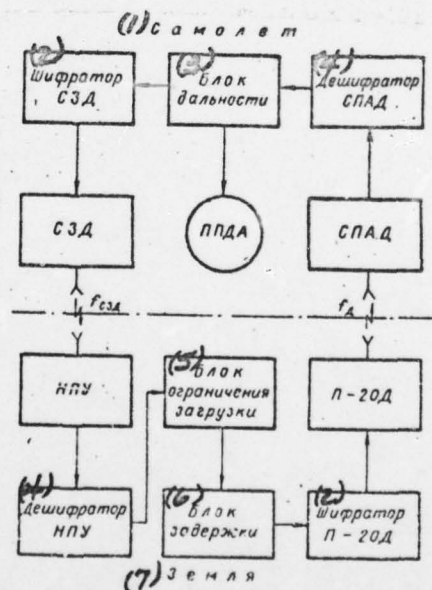 (1) Самолет
(2) Шифратор
СЗД
(3) Блок
дальности
(4) Дешифратор
СПАД
СЗД
ППДА
СПАД
fсзд
fд
НПУ
(5) Блок
ограничения
загрузки
П-20Д
(4) Дешифратор
НПУ
(6) Блок
задержки
(2) Шифратор
П-20Д
(7) Земля